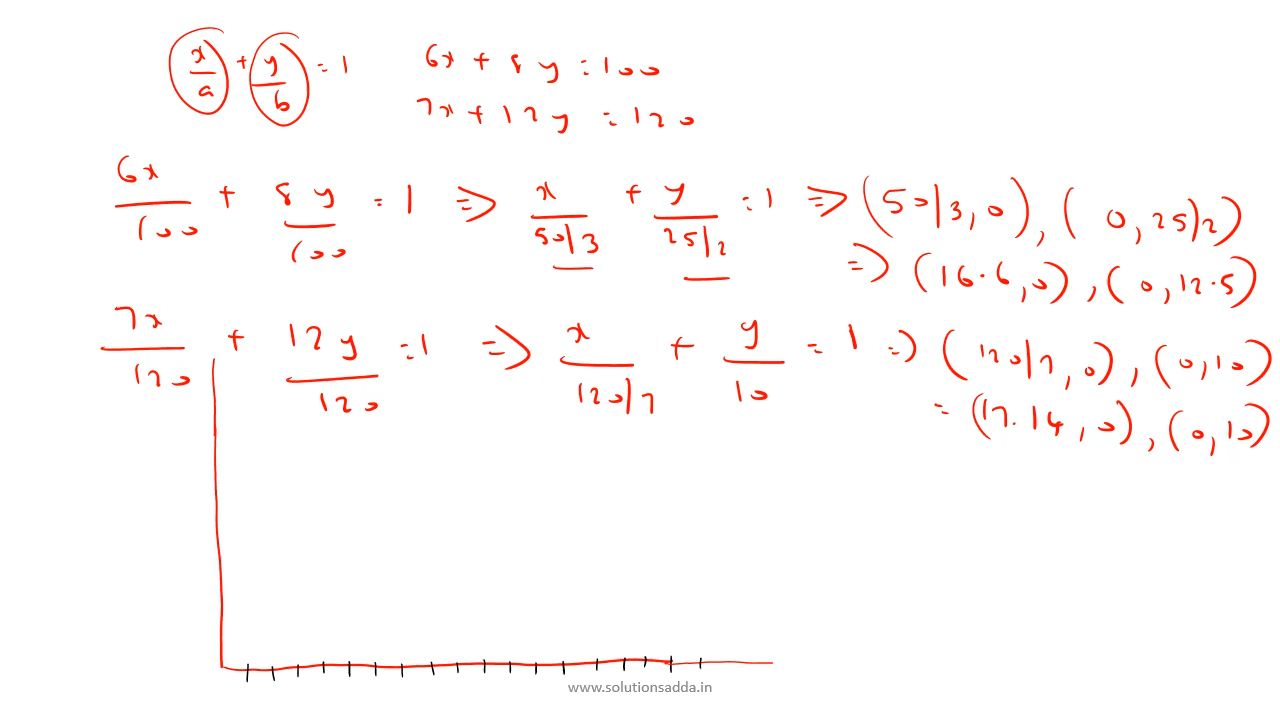 x/a + y/b = 1    6x + 8y = 100
7x + 12y = 120
6x/100 + 8y/100 = 1 ⇒ x/(50/3) + y/(25/2) = 1 ⇒ (50/3, 0), (0, 25/2)
⇒ (16.6, 0), (0, 12.5)
7x/120 + 12y/120 = 1 ⇒ x/(120/7) + y/10 = 1 ⇒ (120/7, 0), (0, 10)
= (17.14, 0), (0, 10)
www.solutionsadda.in